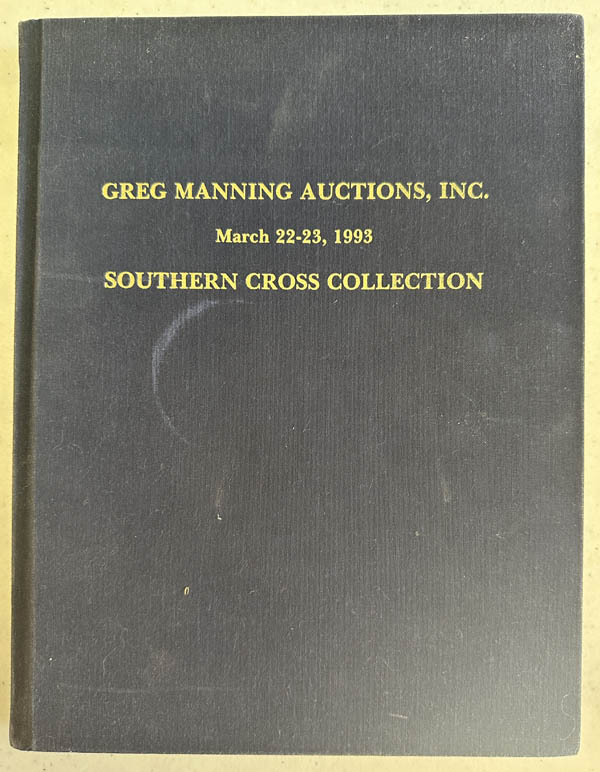 GREG MANNING AUCTIONS, INC.
March 22-23, 1993
SOUTHERN CROSS COLLECTION